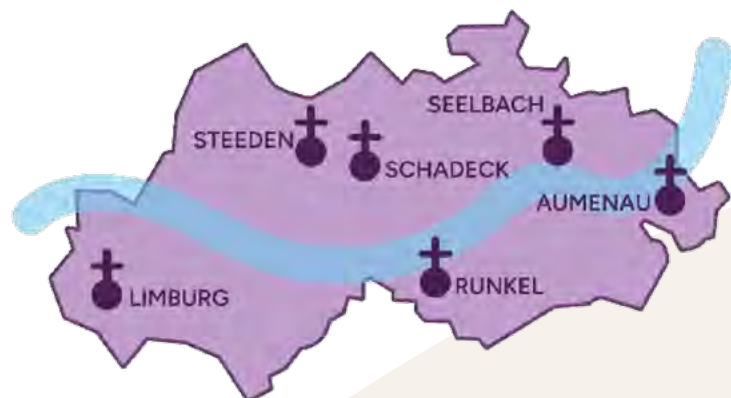 SEELBACH
STEEDEN
SCHADECK
AUMENAU
LIMBURG
RUNKEL